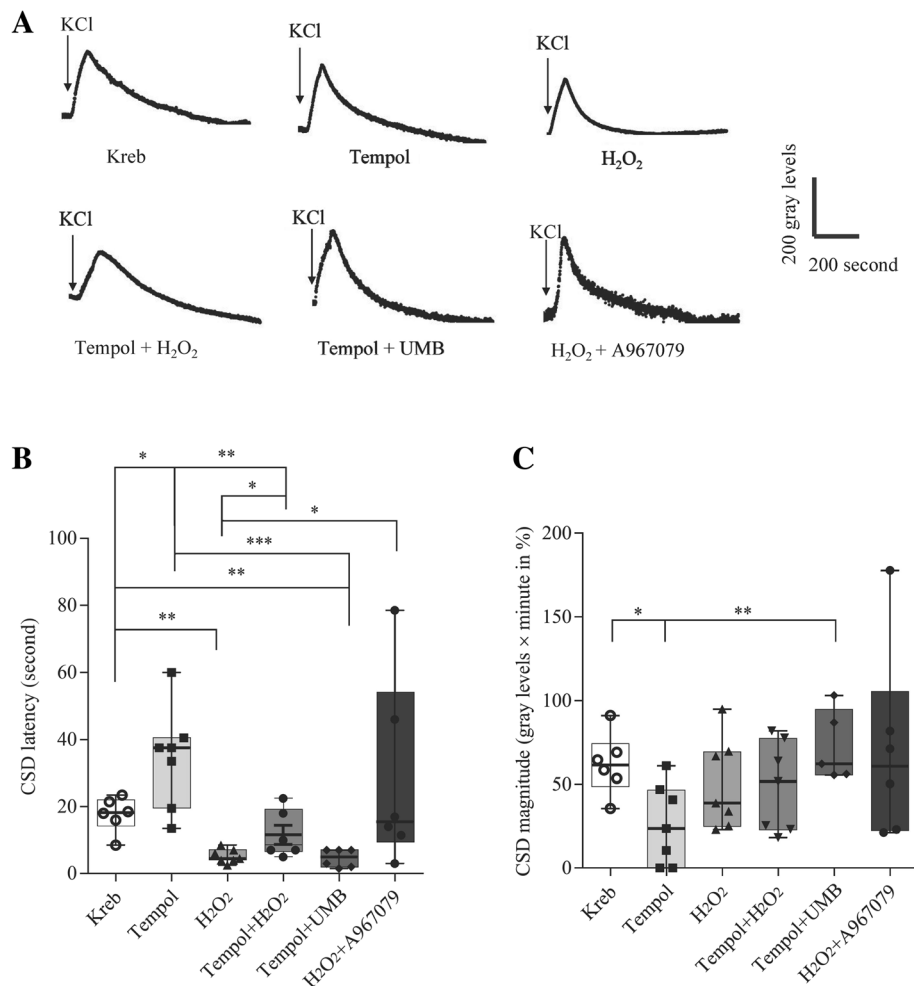 A
KCl
KCl
KCl
Kreb
Tempol
H₂O₂
200 gray levels
200 second
KCl
KCl
KCl
Tempol + H₂O₂
Tempol + UMB
H₂O₂ + A967079
B
* **
*
*
***
**
**
CSD latency (second)
100
80
60
40
20
0
Kreb
Tempol
H₂O₂
Tempol+H₂O₂
Tempol+UMB
H₂O₂+A967079
C
CSD magnitude (gray levels × minute in %)
200
150
100
50
0
* **
Kreb
Tempol
H₂O₂
Tempol+H₂O₂
Tempol+UMB
H₂O₂+A967079